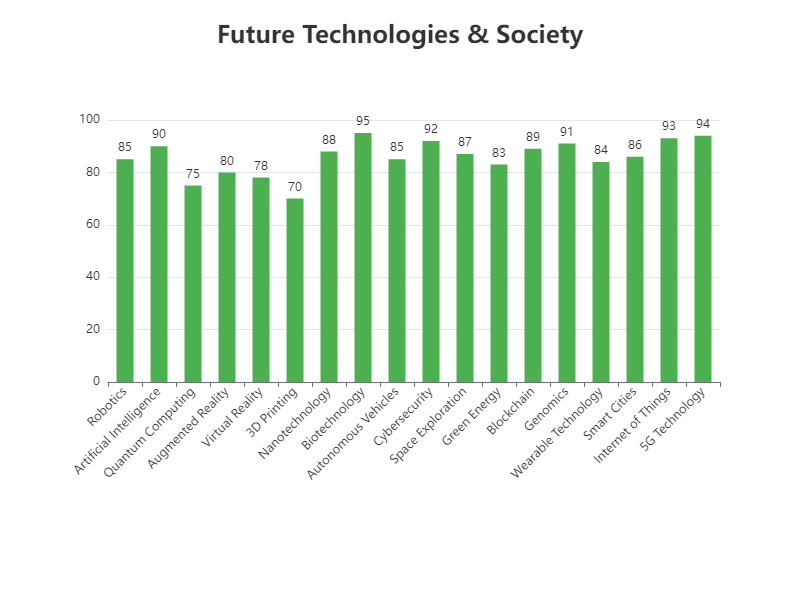 Future Technologies & Society
100
80
60
40
20
0
85
90
75
80
78
70
88
95
85
92
87
83
89
91
84
86
93
94
Robotics
Artificial Intelligence
Quantum Computing
Augmented Reality
Virtual Reality
3D Printing
Nanotechnology
Biotechnology
Autonomous Vehicles
Cybersecurity
Space Exploration
Green Energy
Blockchain
Genomics
Wearable Technology
Smart Cities
Internet of Things
5G Technology